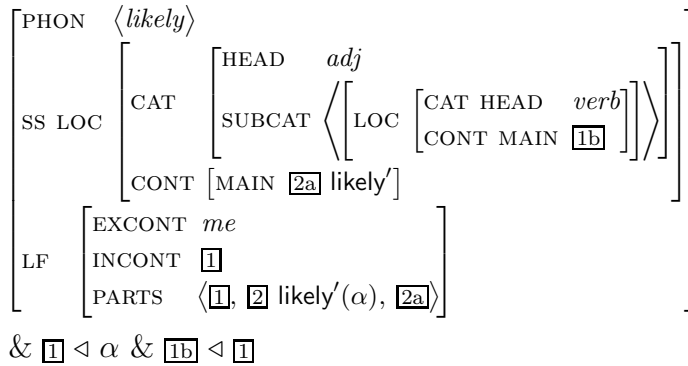 PHON ⟨likely⟩
SS LOC
CAT
HEAD adj
SUBCAT ⟨[LOC [CAT HEAD verb
CONT MAIN 1b]]⟩
CONT [MAIN 2a likely′]
LF
EXCONT me
INCONT 1
PARTS ⟨1, 2 likely′(α), 2a⟩
& 1 ◁ α & 1b ◁ 1